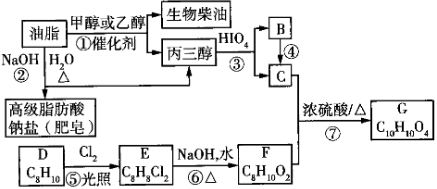 油脂
甲醇或乙醇
①催化剂
生物柴油
丙三醇
HIO₄
③
B
④
C
NaOH H₂O
② △
高级脂肪酸
钠盐（肥皂）
浓硫酸/△
⑦
G
C₁₀H₁₀O₄
D
C₈H₁₀
Cl₂
⑤光照
E
C₈H₈Cl₂
NaOH,水
⑥△
F
C₈H₁₀O₂